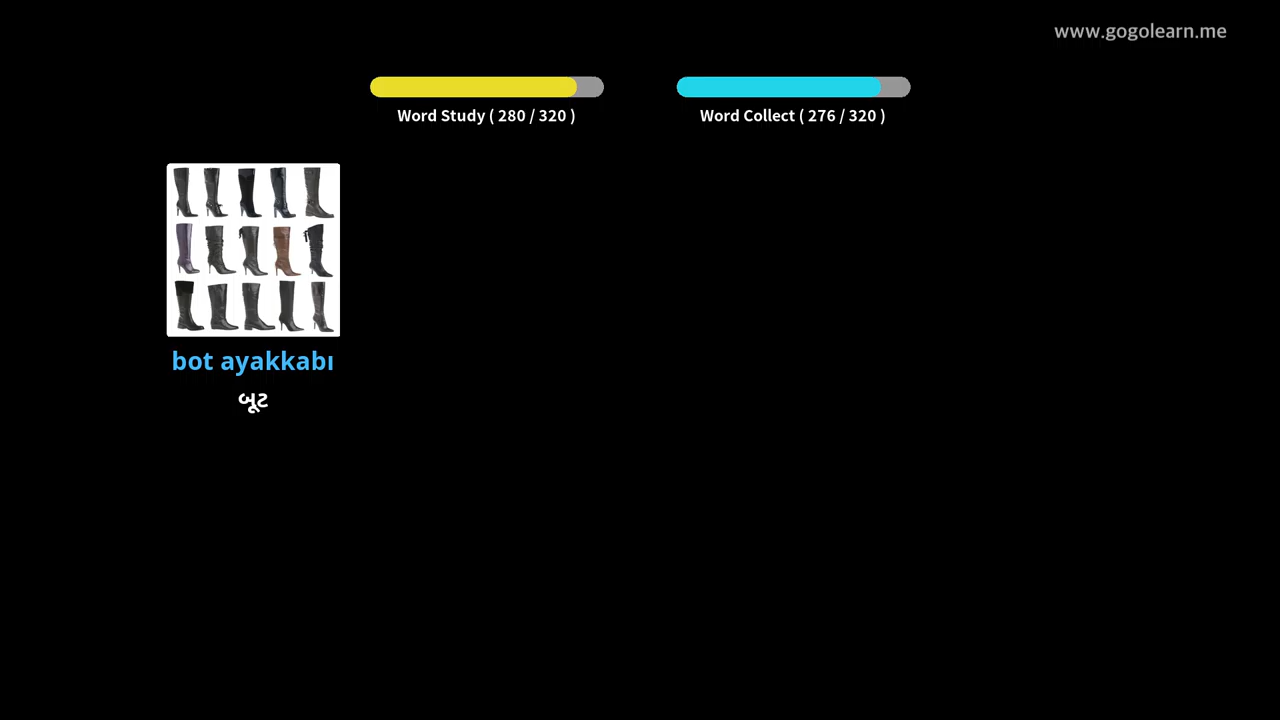 www.gogolearn.me
Word Study ( 280 / 320 )
Word Collect ( 276 / 320 )
bot ayakkabı
બૂટ